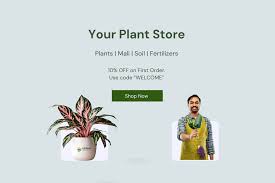 Your Plant Store
Plants | Mali | Soil | Fertilizers
10% OFF on First Order.
Use code "WELCOME"
Shop Now